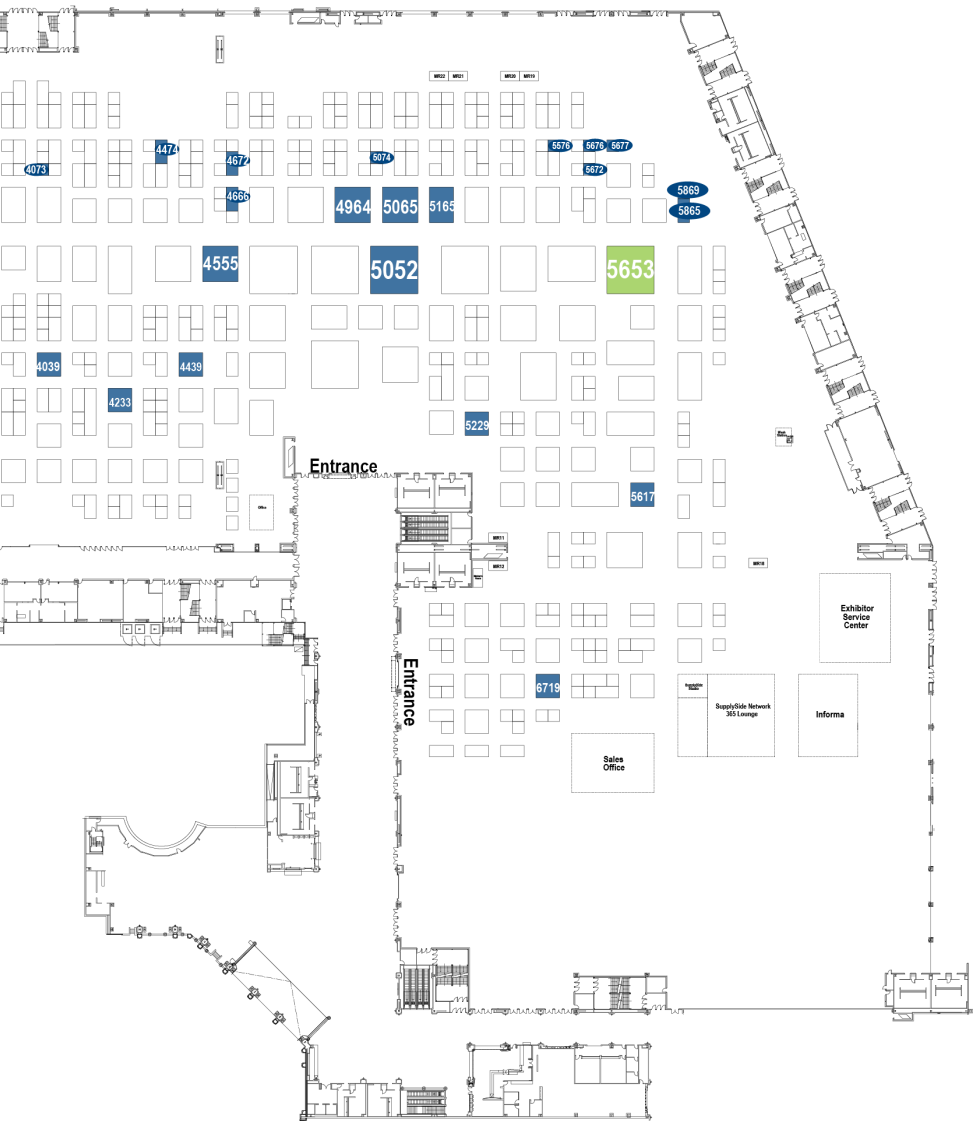 MR22 MR21 MR20 MR19
4474 5576 5676 5677
4672 5074
4073 5672
4666 5869
4964 5065 5165 5865
4555 5052 5653
4039 4439
4233
5229
Entrance
5617
Office
MR11
MR12
MR18
Exhibitor
Service
Center
Entrance
6719
SupplySide
Studio
SupplySide Network
365 Lounge
Informa
Sales
Office